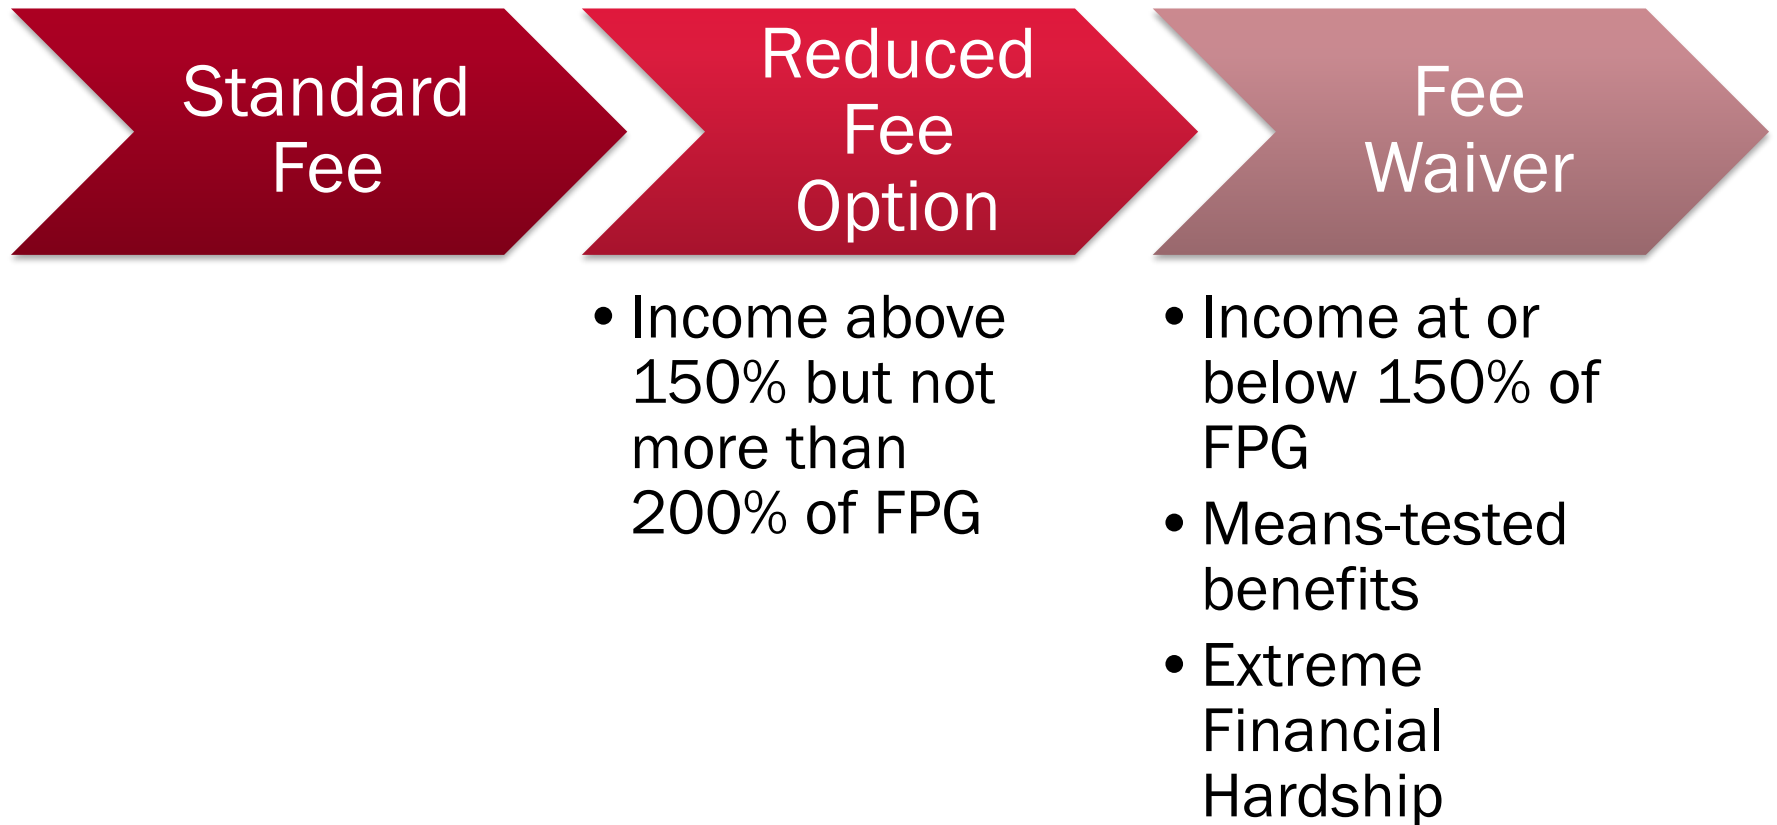 Standard
Fee
Reduced
Fee
Option
• Income above
150% but not
more than
200% of FPG
Fee
Waiver
• Income at or
below 150% of
FPG
• Means-tested
benefits
• Extreme
Financial
Hardship